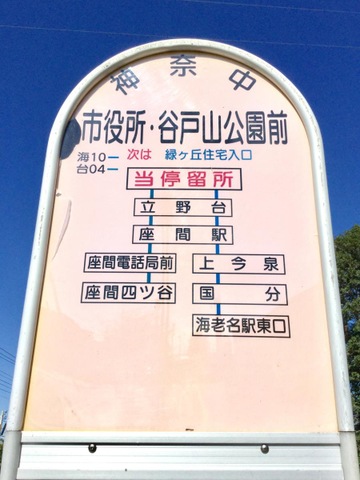 神奈中
市役所・谷戸山公園前
海10ー 次は 緑ヶ丘住宅入口
台04ー
当停留所
立野台
座間駅
座間電話局前 上今泉
座間四ツ谷 国分
海老名駅東口